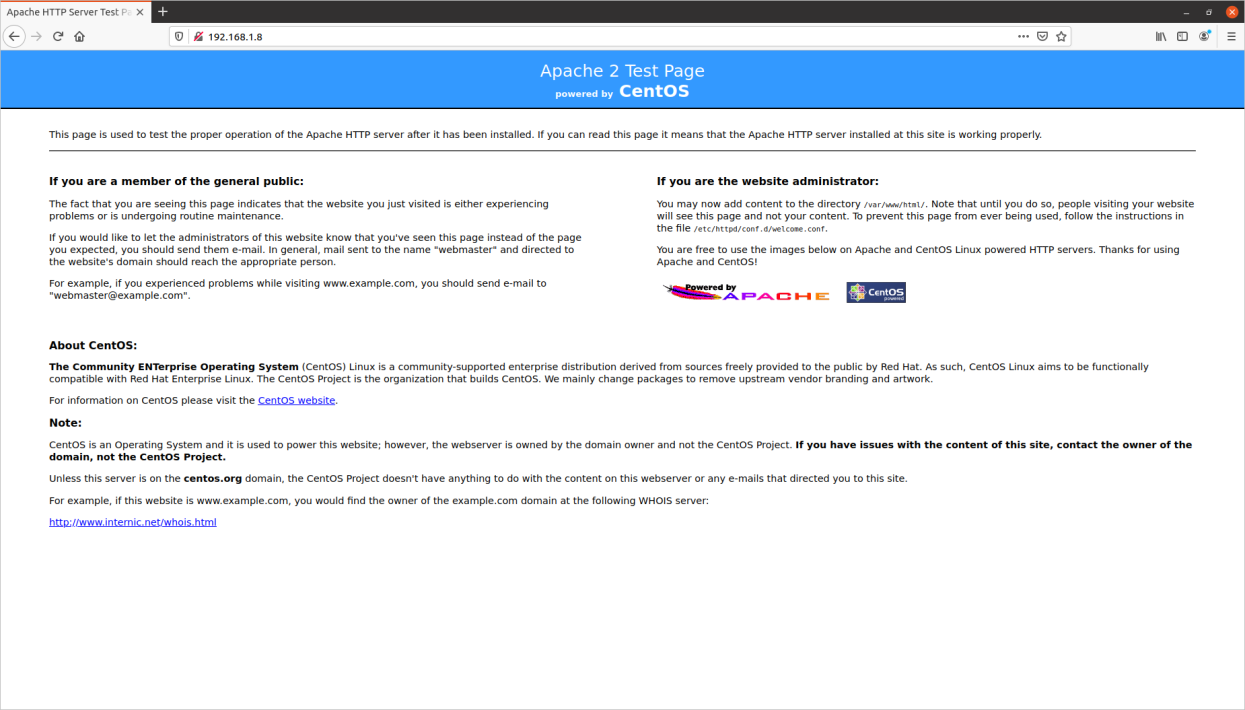 Apache HTTP Server Test Pa
192.168.1.8
Apache 2 Test Page
powered by CentOS
This page is used to test the proper operation of the Apache HTTP server after it has been installed. If you can read this page it means that the Apache HTTP server installed at this site is working properly.
If you are a member of the general public:
The fact that you are seeing this page indicates that the website you just visited is either experiencing
problems or is undergoing routine maintenance.
If you would like to let the administrators of this website know that you've seen this page instead of the page
you expected, you should send them e-mail. In general, mail sent to the name "webmaster" and directed to
the website's domain should reach the appropriate person.
For example, if you experienced problems while visiting www.example.com, you should send e-mail to
"webmaster@example.com".
If you are the website administrator:
You may now add content to the directory /var/www/html/. Note that until you do so, people visiting your website
will see this page and not your content. To prevent this page from ever being used, follow the instructions in
the file /etc/httpd/conf.d/welcome.conf.
You are free to use the images below on Apache and CentOS Linux powered HTTP servers. Thanks for using
Apache and CentOS!
Powered by
APACHE
CentOS
powered
About CentOS:
The Community ENTerprise Operating System (CentOS) Linux is a community-supported enterprise distribution derived from sources freely provided to the public by Red Hat. As such, CentOS Linux aims to be functionally
compatible with Red Hat Enterprise Linux. The CentOS Project is the organization that builds CentOS. We mainly change packages to remove upstream vendor branding and artwork.
For information on CentOS please visit the CentOS website.
Note:
CentOS is an Operating System and it is used to power this website; however, the webserver is owned by the domain owner and not the CentOS Project. If you have issues with the content of this site, contact the owner of the
domain, not the CentOS Project.
Unless this server is on the centos.org domain, the CentOS Project doesn't have anything to do with the content on this webserver or any e-mails that directed you to this site.
For example, if this website is www.example.com, you would find the owner of the example.com domain at the following WHOIS server:
http://www.internic.net/whois.html